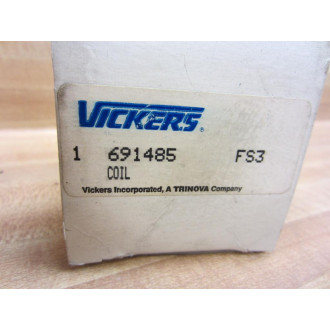 VICKERS®
1 691485 FS3
COIL
Vickers Incorporated, A TRINOVA Company